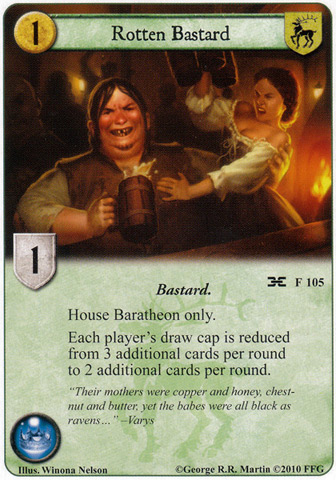 1
Rotten Bastard
1
Bastard.
F 105
House Baratheon only.
Each player's draw cap is reduced
from 3 additional cards per round
to 2 additional cards per round.
"Their mothers were copper and honey, chest-
nut and butter, yet the babes were all black as
ravens…" –Varys
Illus. Winona Nelson
©George R.R. Martin ©2010 FFG